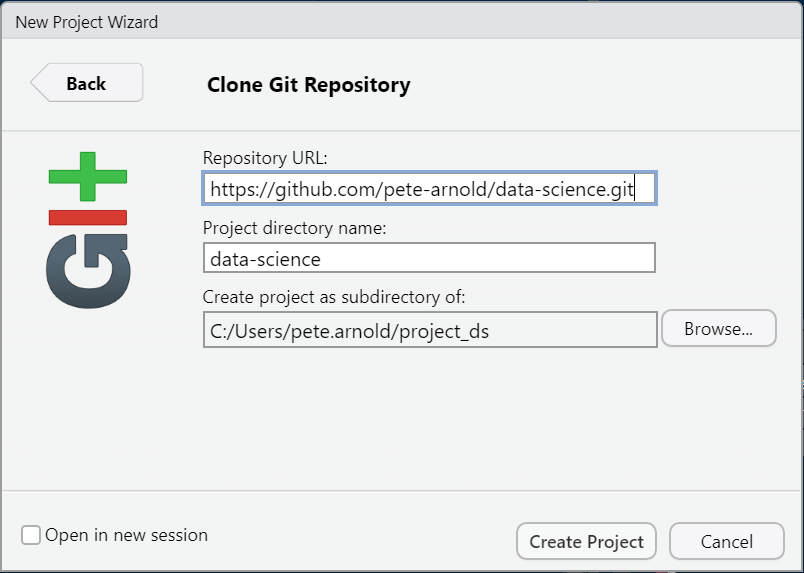 New Project Wizard
Back
Clone Git Repository
GIT
Repository URL:
https://github.com/pete-arnold/data-science.git
Project directory name:
data-science
Create project as subdirectory of:
C:/Users/pete.arnold/project_ds
Browse...
Open in new session
Create Project
Cancel